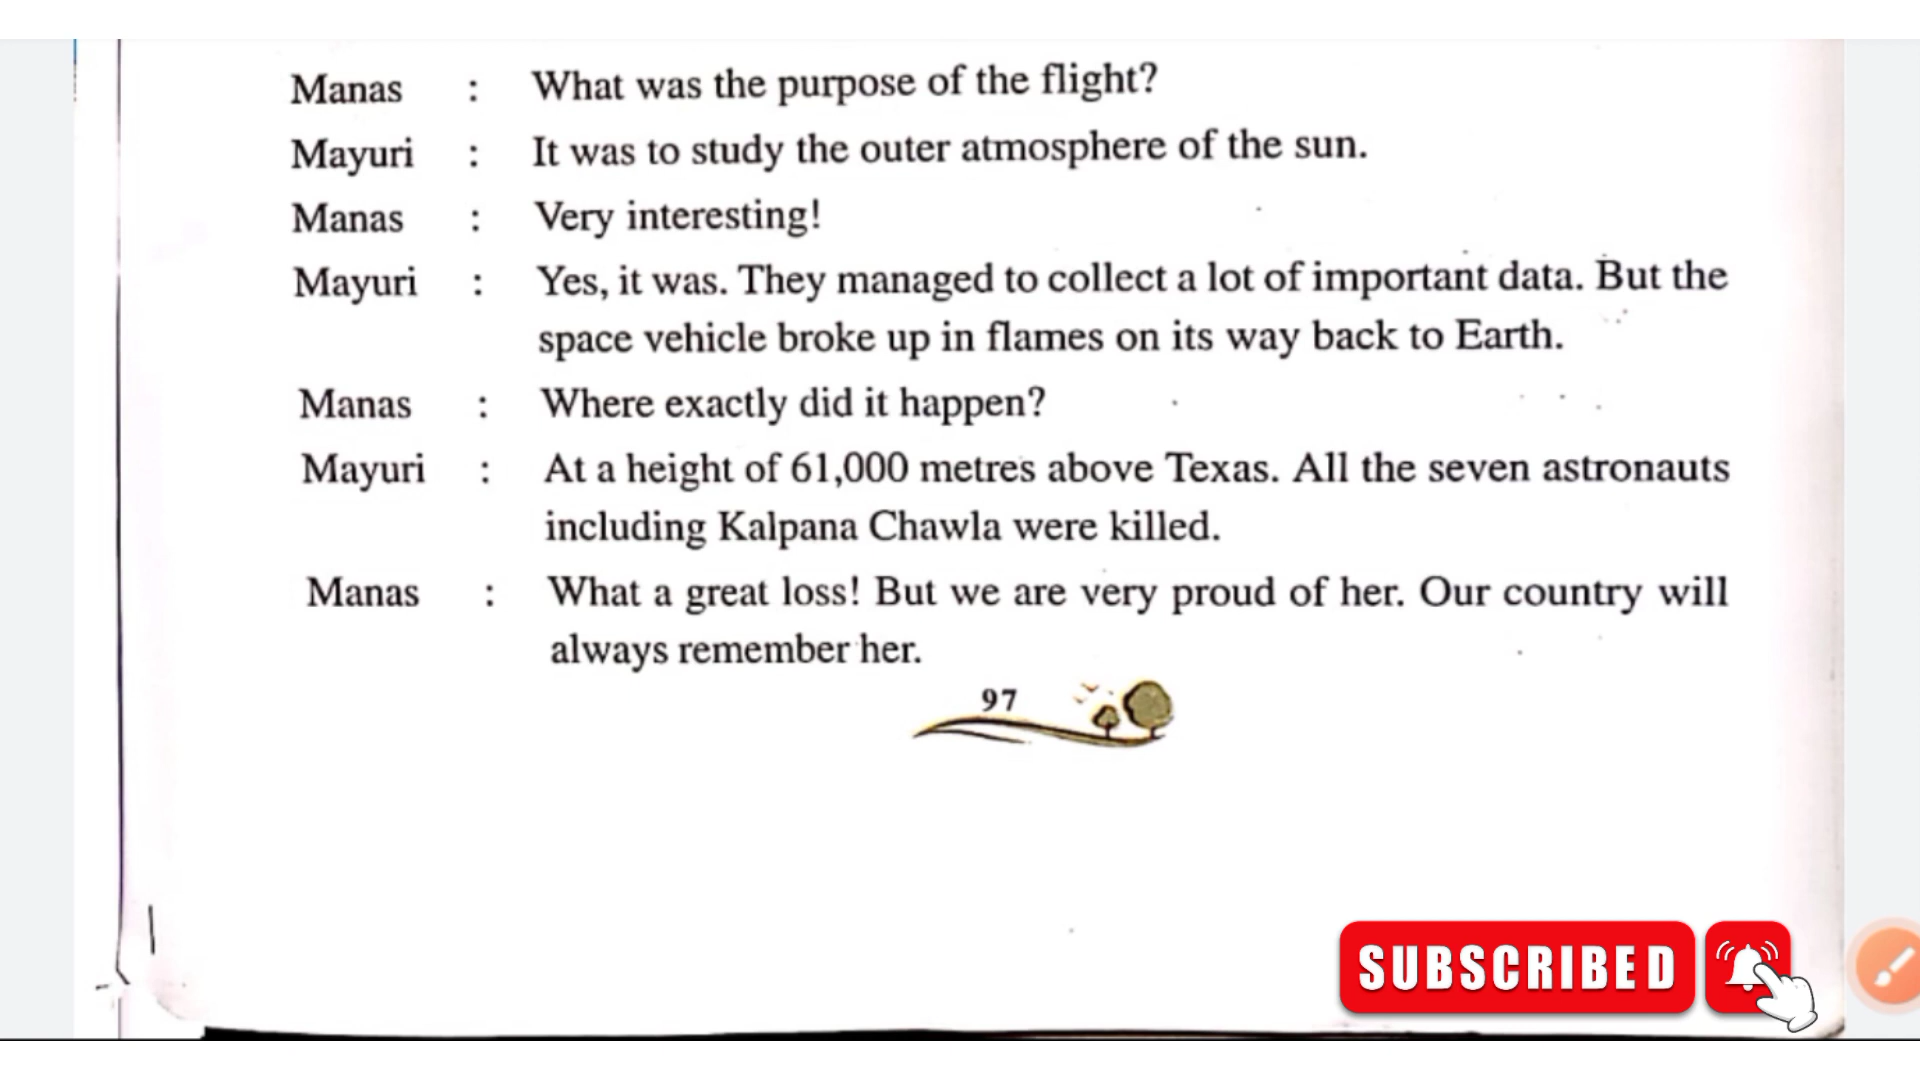 Manas : What was the purpose of the flight?
Mayuri : It was to study the outer atmosphere of the sun.
Manas : Very interesting!
Mayuri : Yes, it was. They managed to collect a lot of important data. But the
space vehicle broke up in flames on its way back to Earth.
Manas : Where exactly did it happen?
Mayuri : At a height of 61,000 metres above Texas. All the seven astronauts
including Kalpana Chawla were killed.
Manas : What a great loss! But we are very proud of her. Our country will
always remember her.
97
SUBSCRIBED